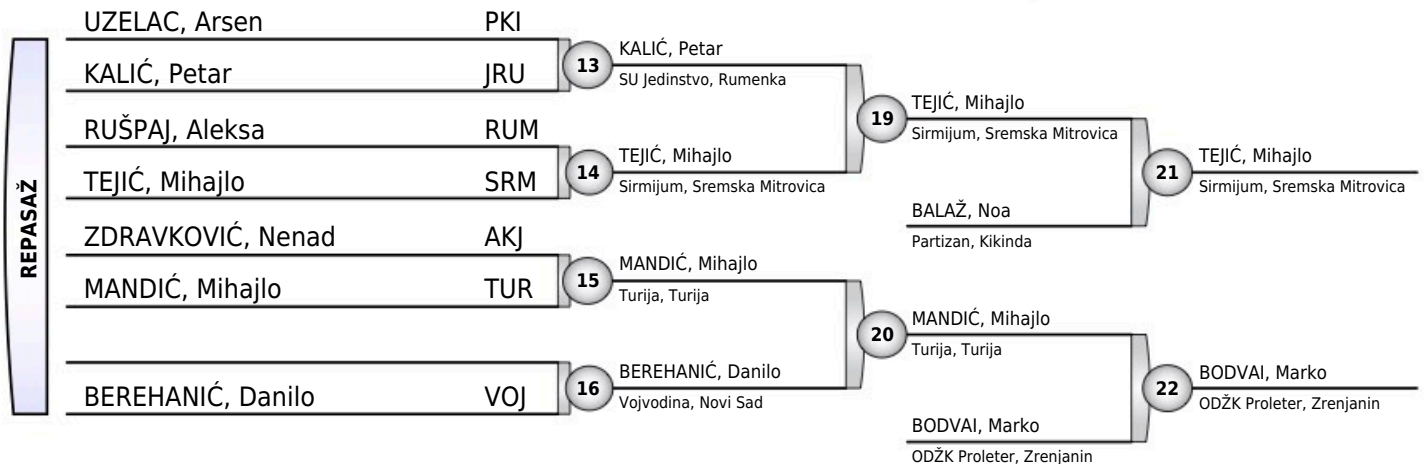 REPASAŽ
UZELAC, Arsen PKI
KALIĆ, Petar JRU
RUŠPAJ, Aleksa RUM
TEJIĆ, Mihajlo SRM
ZDRAVKOVIĆ, Nenad AKJ
MANDIĆ, Mihajlo TUR
BEREHANIĆ, Danilo VOJ
13
KALIĆ, Petar
SU Jedinstvo, Rumenka
14
TEJIĆ, Mihajlo
Sirmijum, Sremska Mitrovica
15
MANDIĆ, Mihajlo
Turija, Turija
16
BEREHANIĆ, Danilo
Vojvodina, Novi Sad
19
TEJIĆ, Mihajlo
Sirmijum, Sremska Mitrovica
BALAŽ, Noa
Partizan, Kikinda
20
MANDIĆ, Mihajlo
Turija, Turija
BODVAI, Marko
ODŽK Proleter, Zrenjanin
21
TEJIĆ, Mihajlo
Sirmijum, Sremska Mitrovica
22
BODVAI, Marko
ODŽK Proleter, Zrenjanin